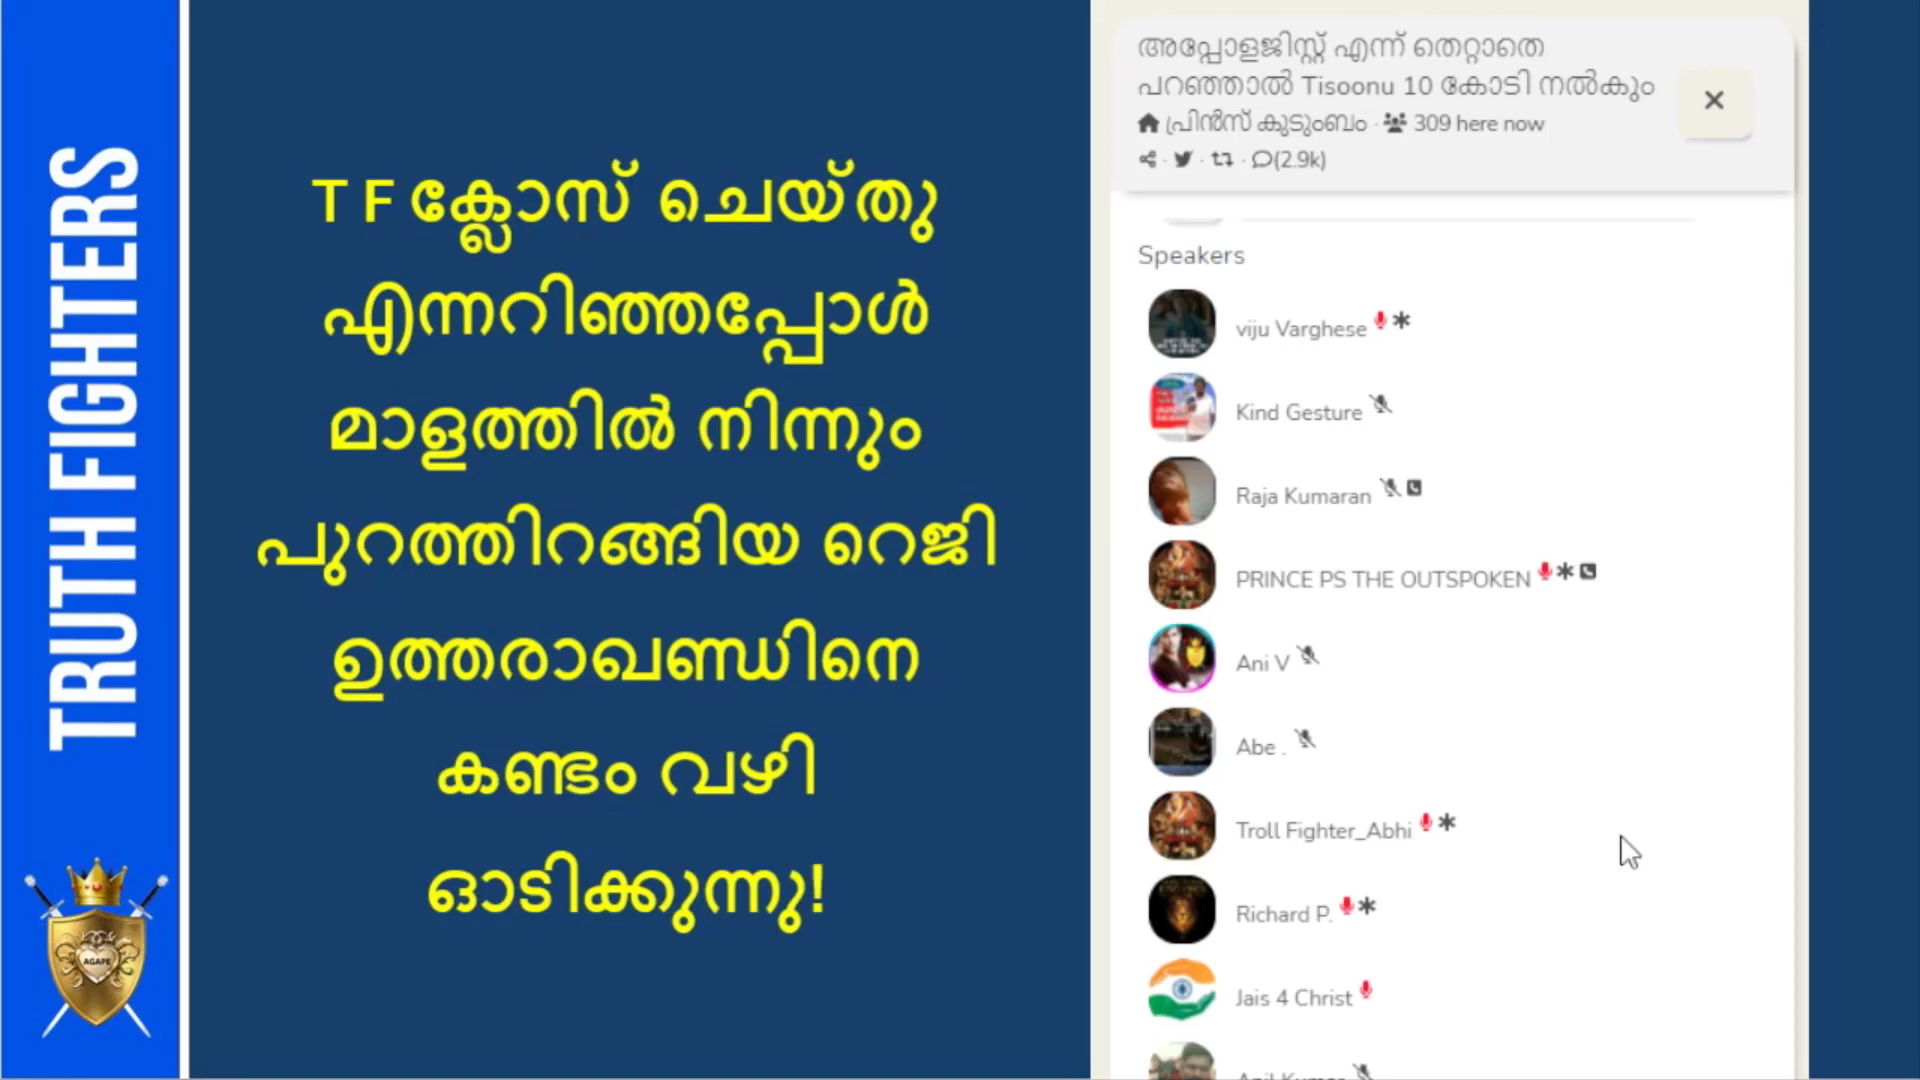 TRUTH FIGHTERS
AGAPE
T F ക്ലോസ് ചെയ്തു
എന്നറിഞ്ഞപ്പോൾ
മാളത്തിൽ നിന്നും
പുറത്തിറങ്ങിയ റെജി
ഉത്തരാഖണ്ഡിനെ
കണ്ടം വഴി
ഓടിക്കുന്നു!
അപ്പോളജിസ്റ്റ് എന്ന് തെറ്റാതെ
പറഞ്ഞാൽ Tisoonu 10 കോടി നൽകും
പ്രിൻസ് കുടുംബം · 309 here now
(2.9k)
Speakers
viju Varghese
Kind Gesture
Raja Kumaran
PRINCE PS THE OUTSPOKEN
Ani V
Abe .
Troll Fighter_Abhi
Richard P.
Jais 4 Christ